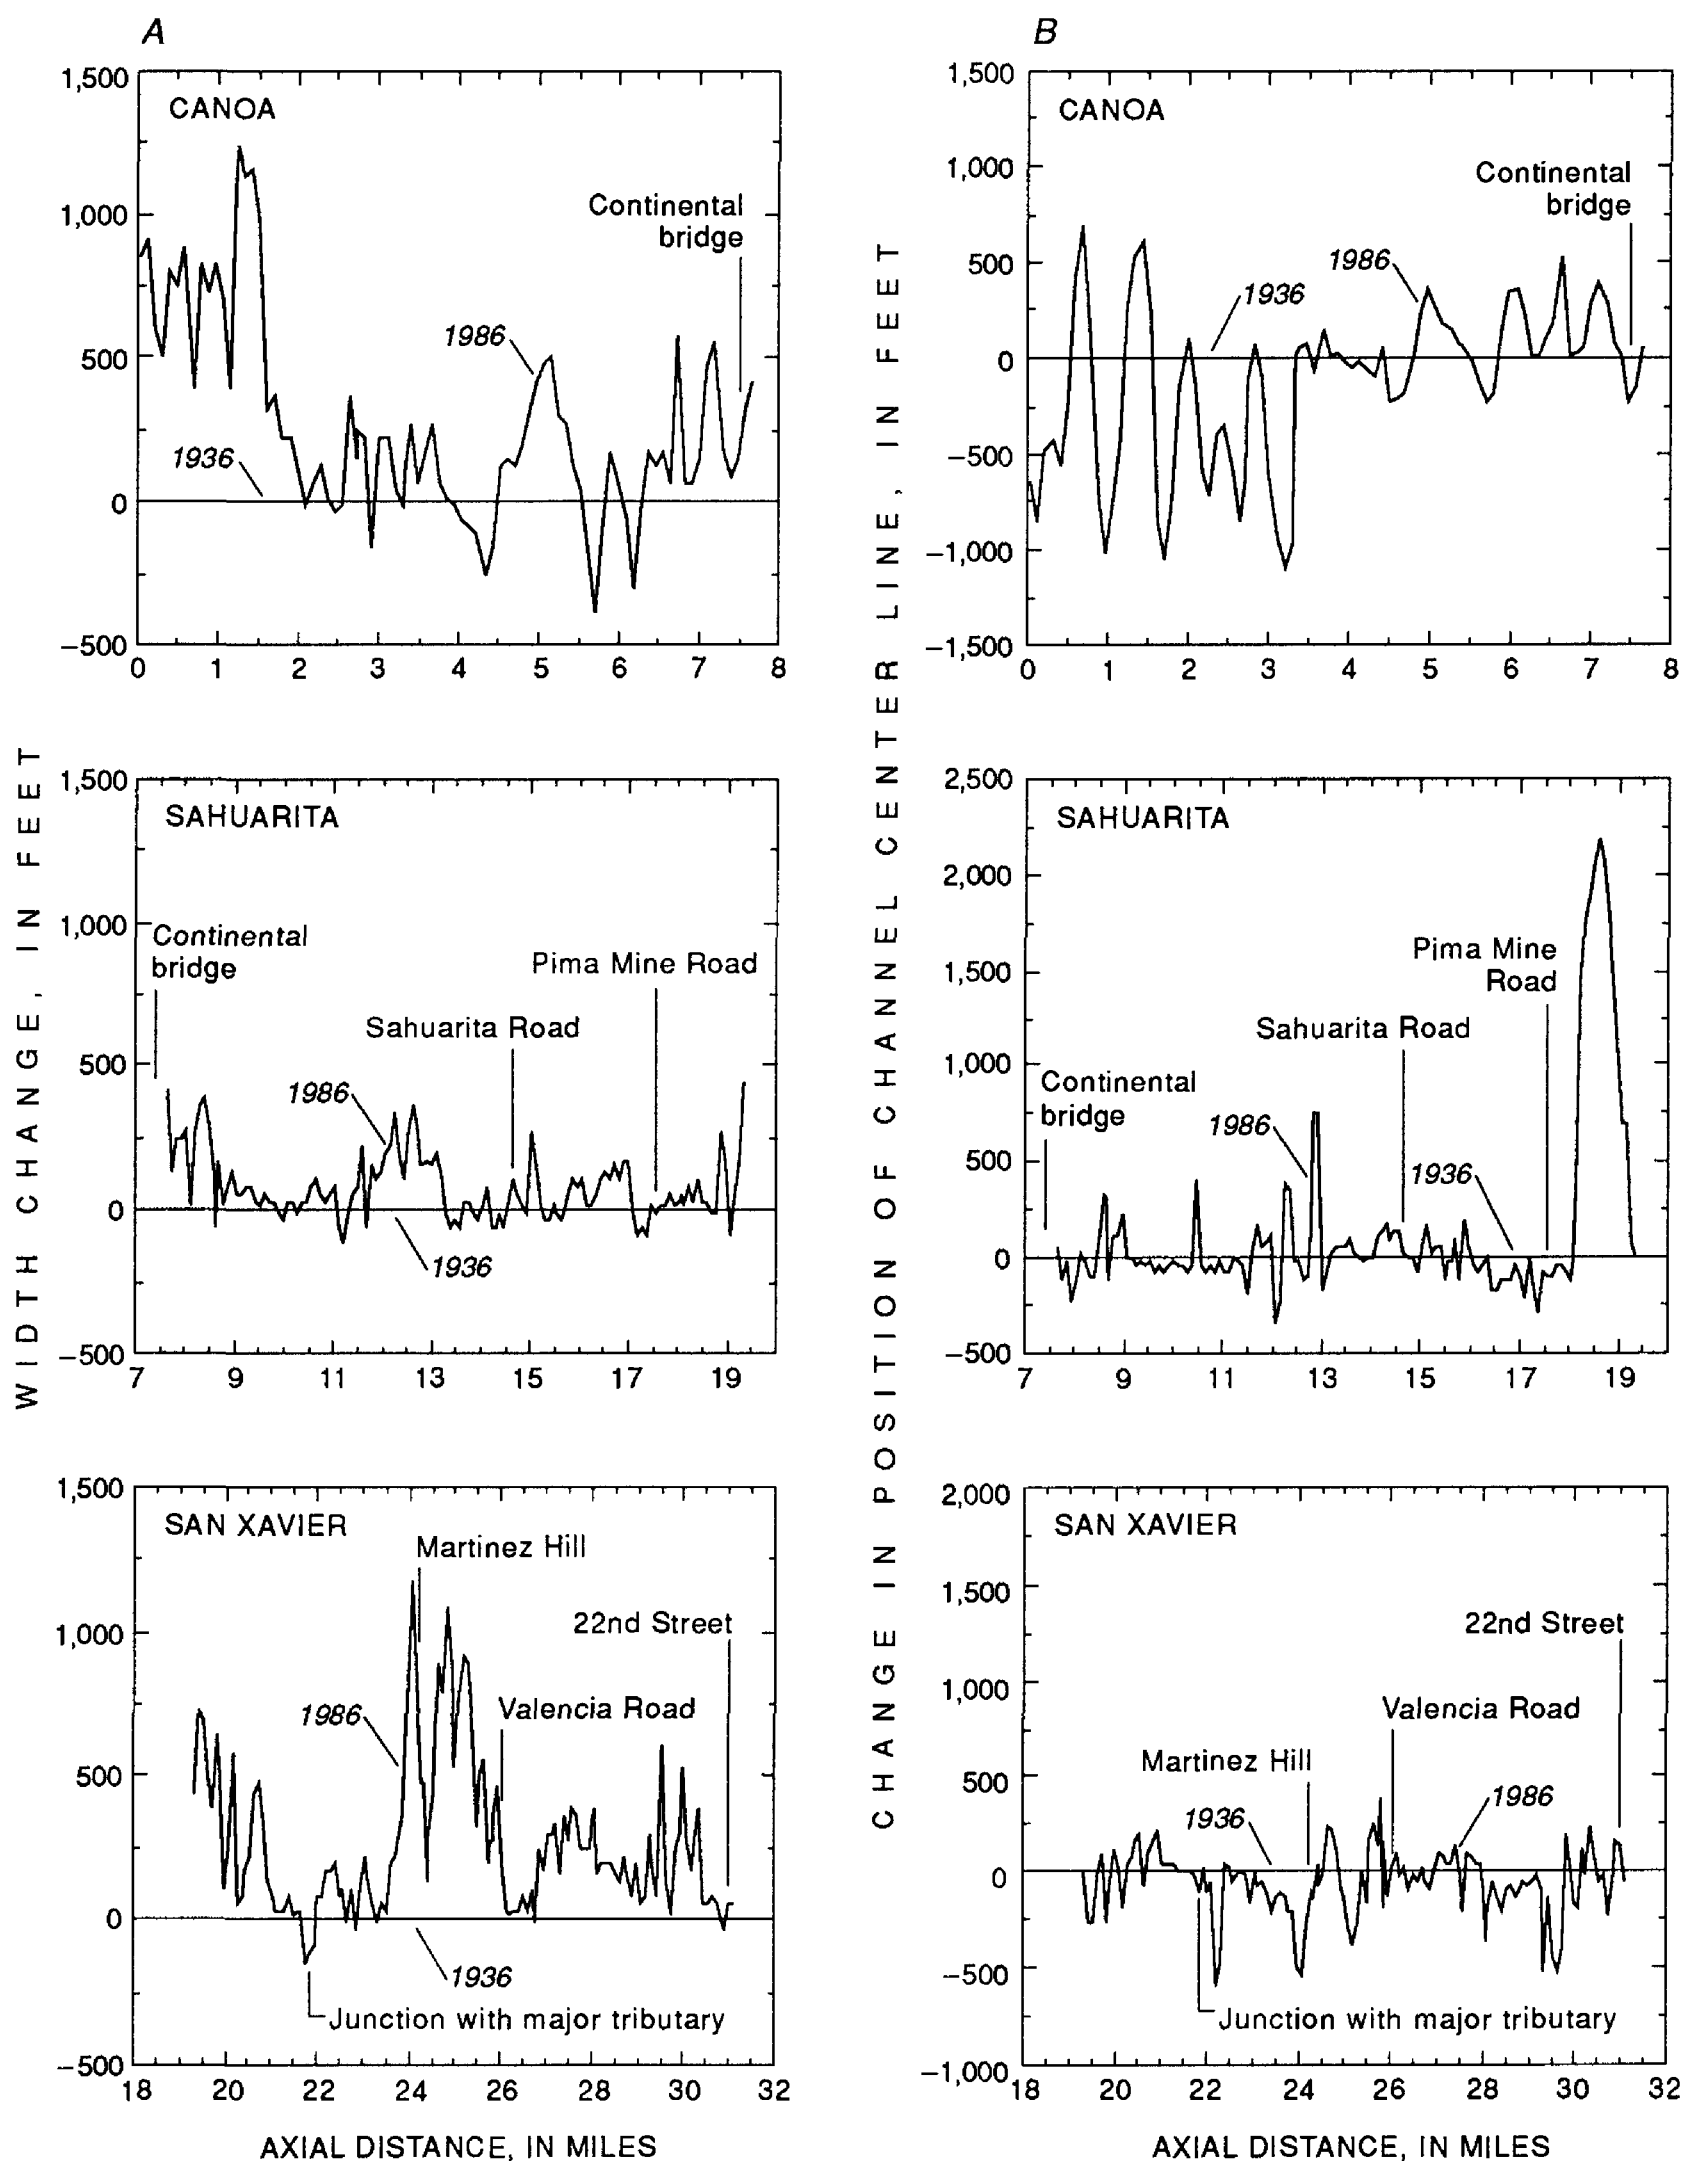 A
1,500
1,000
500
0
−500
CANOA
Continental
bridge
1986
1936
0 1 2 3 4 5 6 7 8
B
1,500
1,000
500
0
−500
−1,000
−1,500
CANOA
Continental
bridge
1986
1936
0 1 2 3 4 5 6 7 8
WIDTH CHANGE, IN FEET
1,500
1,000
500
0
−500
SAHUARITA
Continental
bridge
Pima Mine Road
Sahuarita Road
1986
1936
7 9 11 13 15 17 19
CHANGE IN POSITION OF CHANNEL CENTER LINE, IN FEET
2,500
2,000
1,500
1,000
500
0
−500
SAHUARITA
Pima Mine
Road
Sahuarita Road
Continental
bridge
1986
1936
7 9 11 13 15 17 19
1,500
1,000
500
0
−500
SAN XAVIER
Martinez Hill
22nd Street
1986
Valencia Road
1936
Junction with major tributary
18 20 22 24 26 28 30 32
AXIAL DISTANCE, IN MILES
2,000
1,500
1,000
500
0
−500
−1,000
SAN XAVIER
22nd Street
Valencia Road
Martinez Hill
1936
1986
Junction with major tributary
18 20 22 24 26 28 30 32
AXIAL DISTANCE, IN MILES